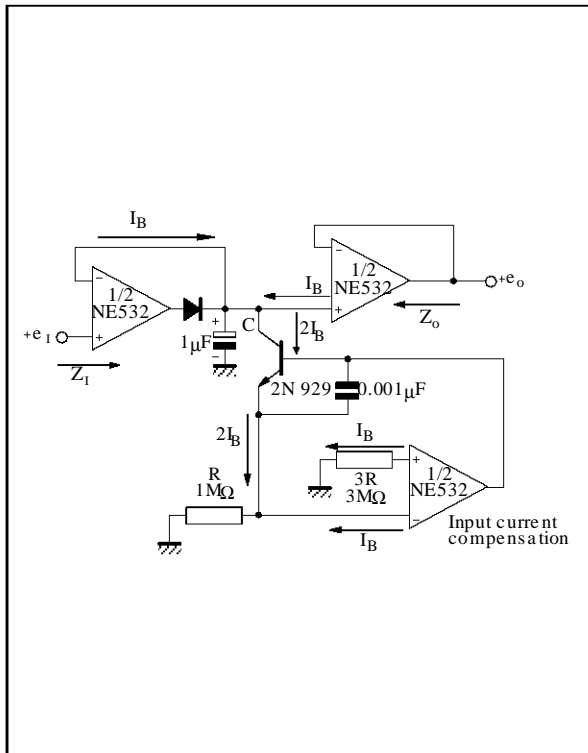 I_B
1/2
NE532
+e_I
Z_I
+
1µF
−
C
I_B
2I_B
1/2
NE532
+e_o
Z_o
2N 929
0.001µF
2I_B
R
1MΩ
I_B
3R
3MΩ
1/2
NE532
I_B
Input current
compensation